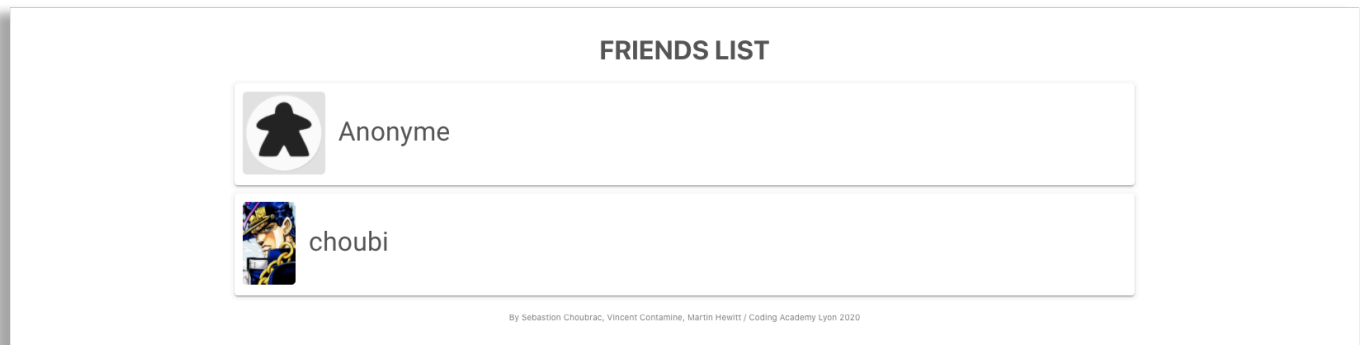 FRIENDS LIST
Anonyme
choubi
By Sebastion Choubrac, Vincent Contamine, Martin Hewitt / Coding Academy Lyon 2020